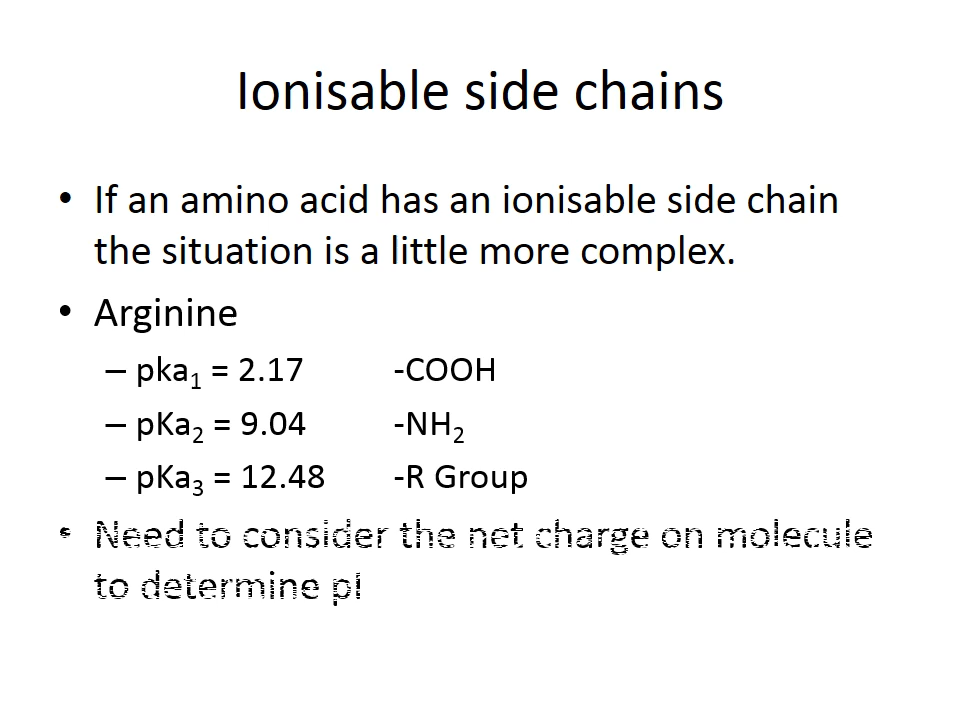 Ionisable side chains
• If an amino acid has an ionisable side chain
the situation is a little more complex.
• Arginine
– pka₁ = 2.17 -COOH
– pKa₂ = 9.04 -NH₂
– pKa₃ = 12.48 -R Group
• Need to consider the net charge on molecule
to determine pI